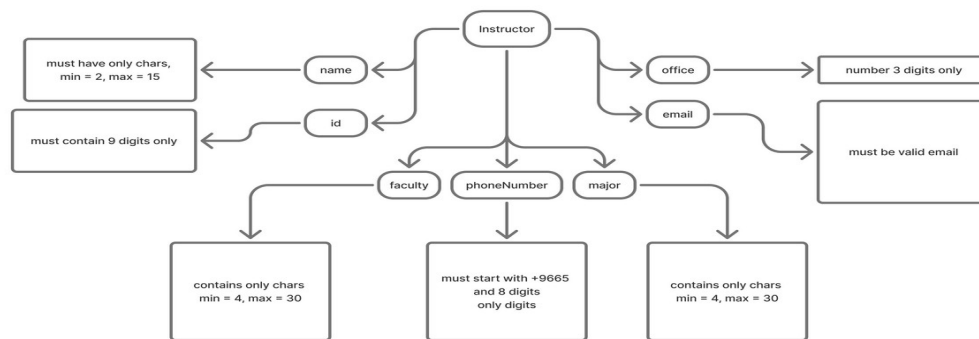 Instructor
must have only chars,
min = 2, max = 15
name
office
number 3 digits only
must contain 9 digits only
id
email
must be valid email
faculty
phoneNumber
major
contains only chars
min = 4, max = 30
must start with +9665
and 8 digits
only digits
contains only chars
min = 4, max = 30